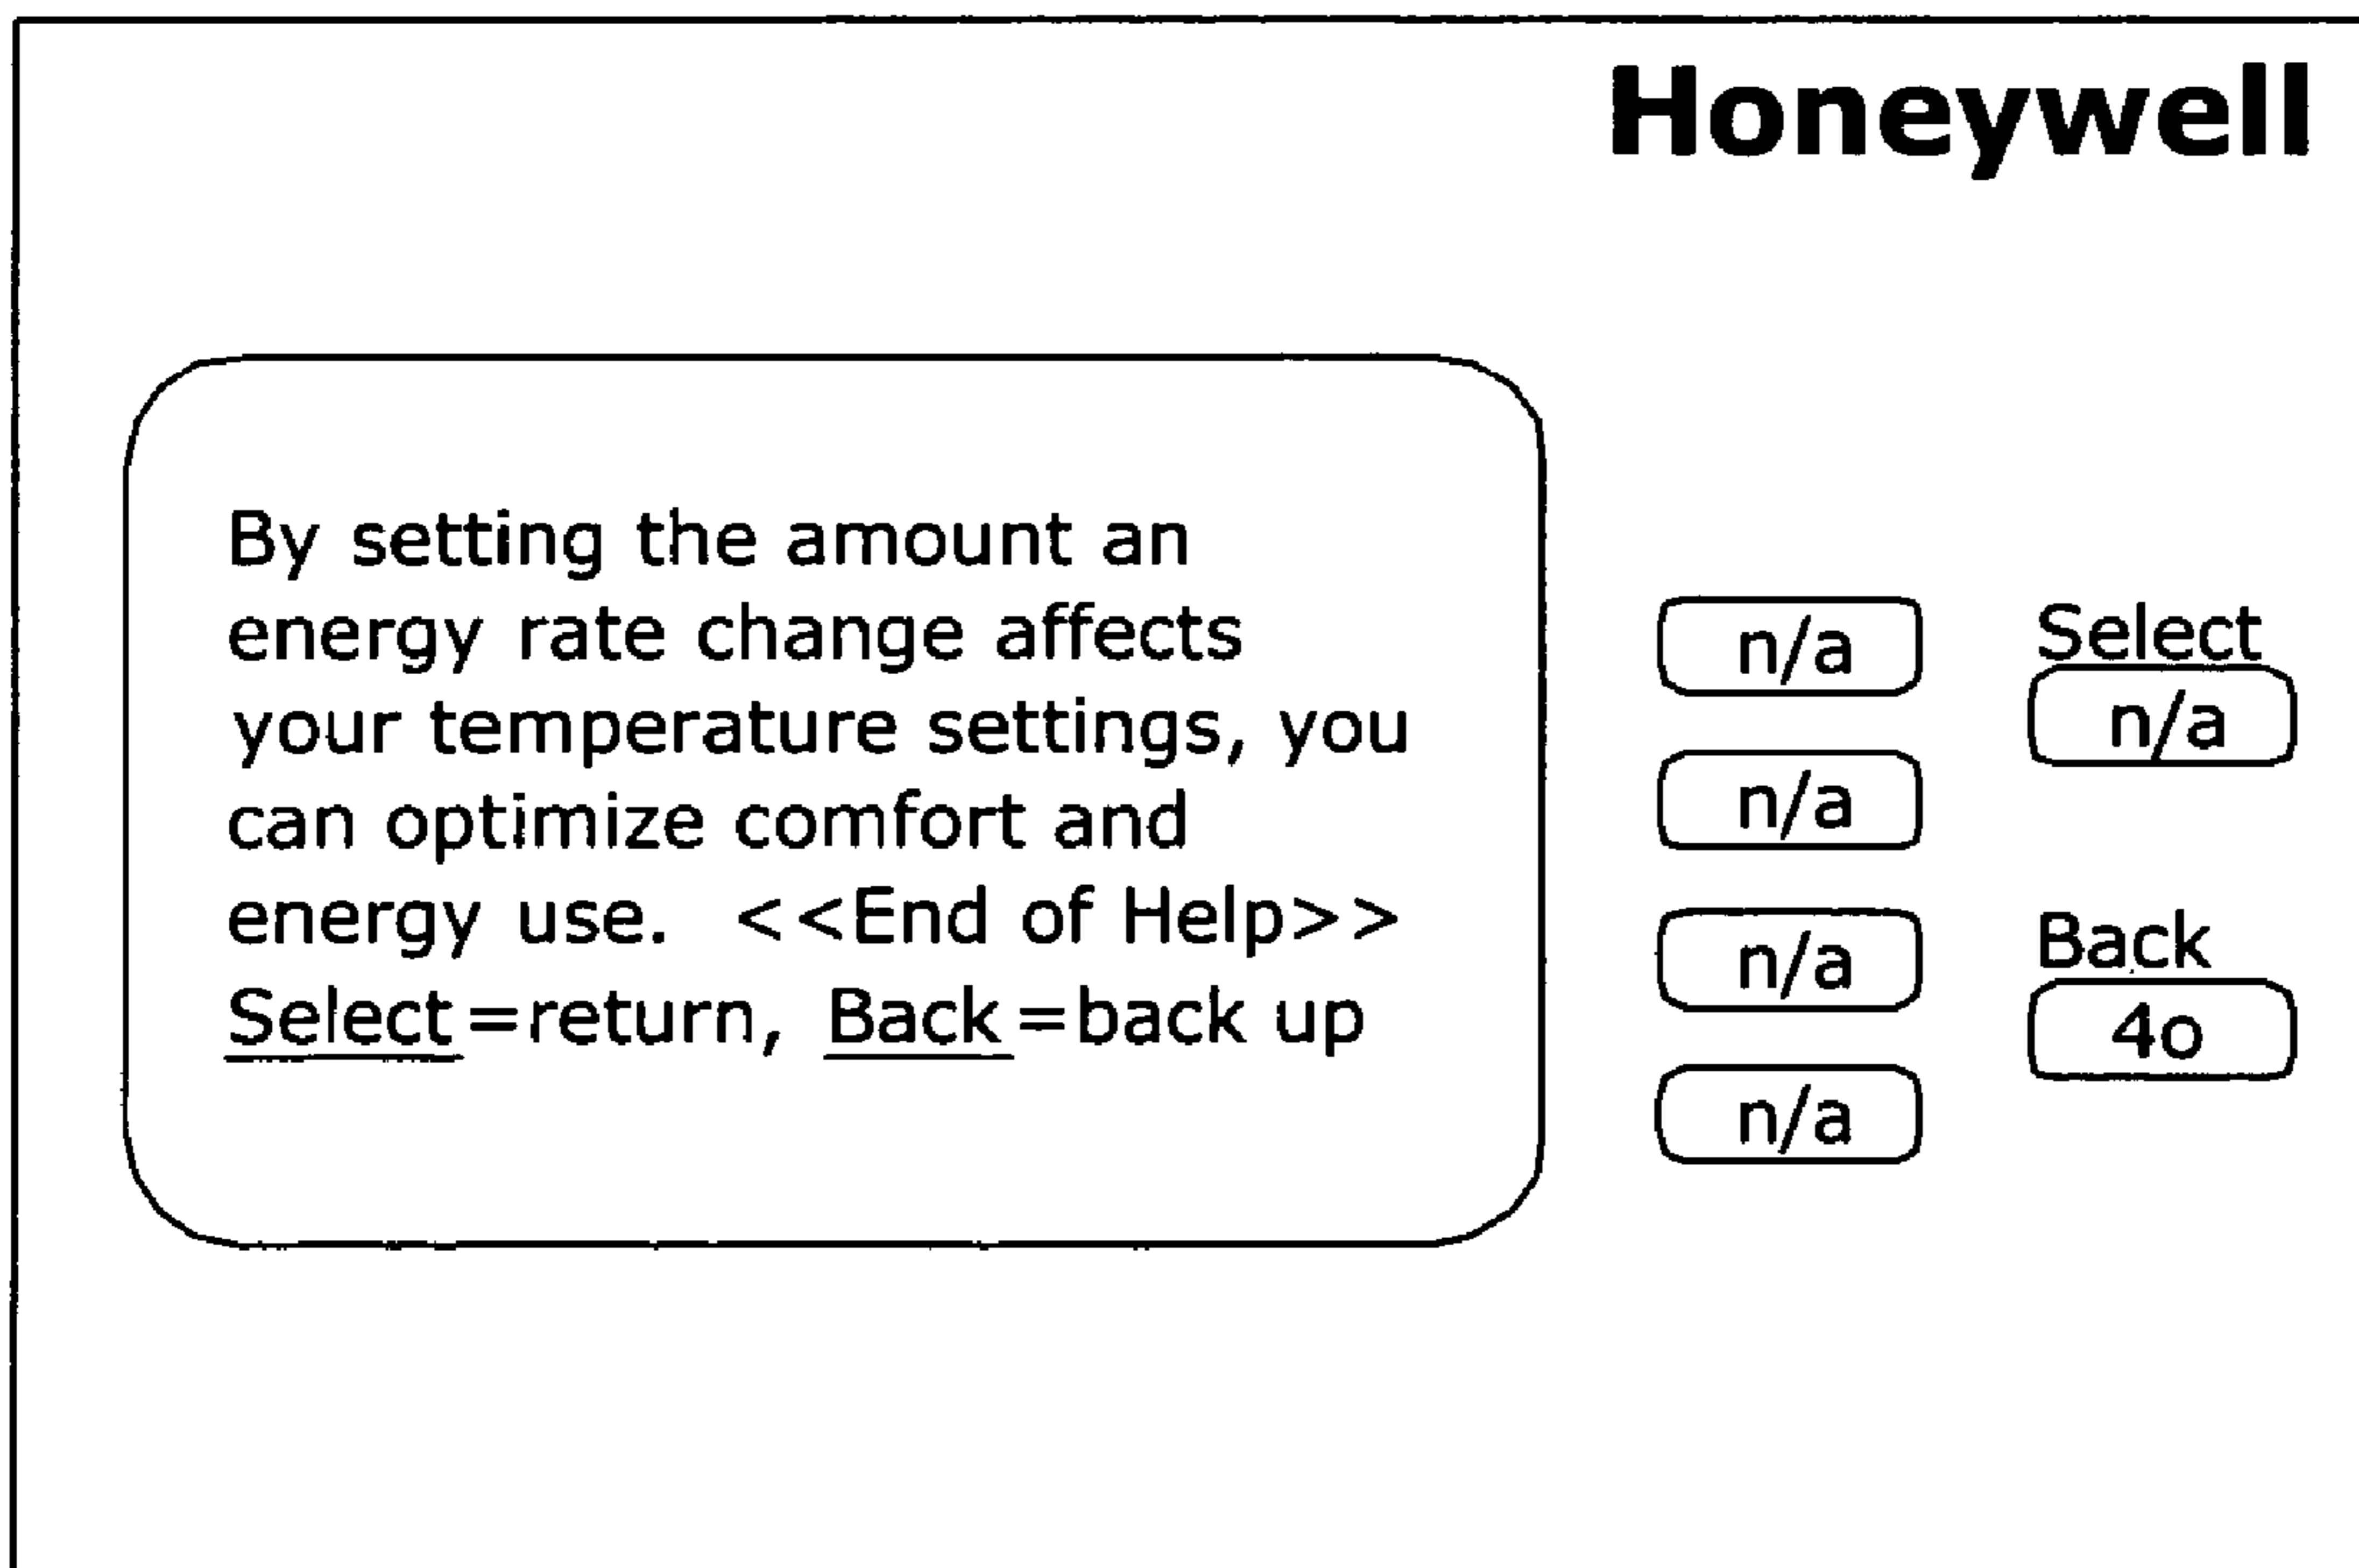 Honeywell
By setting the amount an
energy rate change affects
your temperature settings, you
can optimize comfort and
energy use. <<End of Help>>
Select=return, Back=back up
n/a
n/a
n/a
n/a
Select
n/a
Back
4o